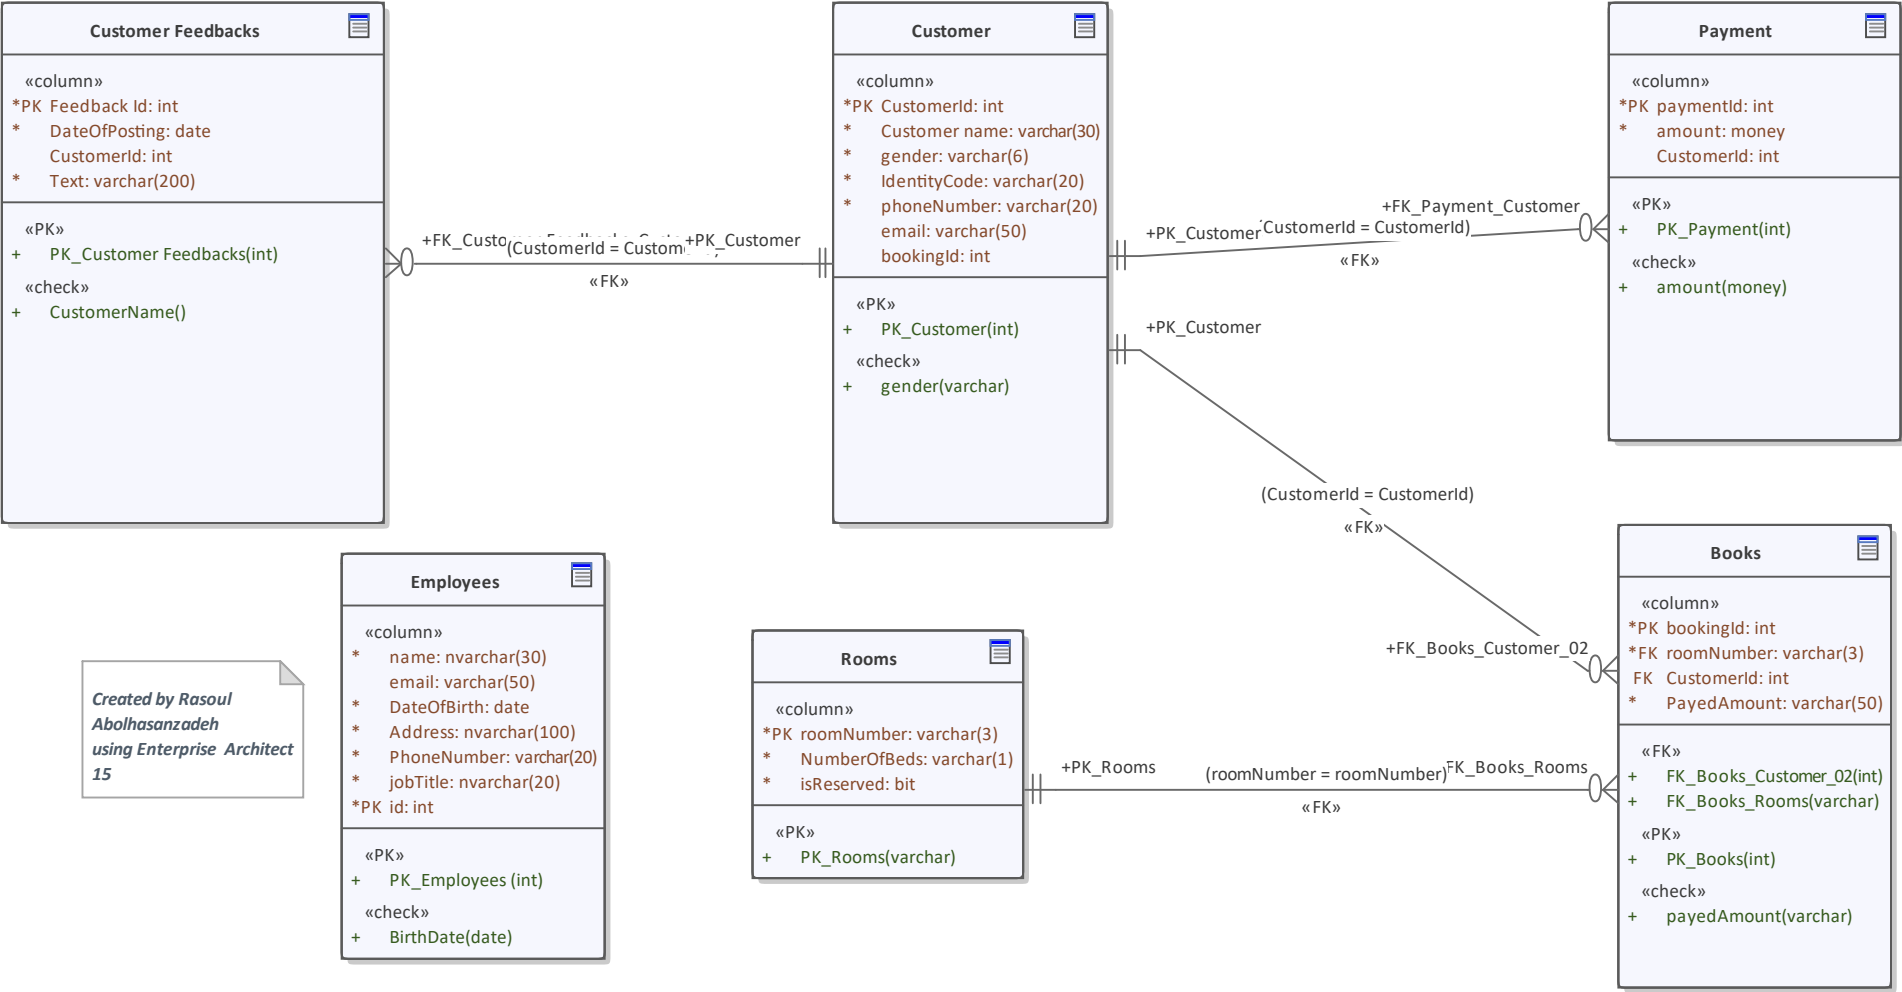 Customer Feedbacks
«column»
*PK Feedback Id: int
* DateOfPosting: date
CustomerId: int
* Text: varchar(200)
«PK»
+ PK_Customer Feedbacks(int)
«check»
+ CustomerName()
+PK_Customer
«FK»
Customer
«column»
*PK CustomerId: int
* Customer name: varchar(30)
* gender: varchar(6)
* IdentityCode: varchar(20)
* phoneNumber: varchar(20)
email: varchar(50)
bookingId: int
«PK»
+ PK_Customer(int)
«check»
+ gender(varchar)
+PK_Customer
CustomerId = CustomerId)
+FK_Payment_Customer
«FK»
Payment
«column»
*PK paymentId: int
* amount: money
CustomerId: int
«PK»
+ PK_Payment(int)
«check»
+ amount(money)
+PK_Customer
(CustomerId = CustomerId)
«FK»
+FK_Books_Customer_02
Created by Rasoul
Abolhasanzadeh
using Enterprise Architect
15
Employees
«column»
* name: nvarchar(30)
email: varchar(50)
* DateOfBirth: date
* Address: nvarchar(100)
* PhoneNumber: varchar(20)
* jobTitle: nvarchar(20)
*PK id: int
«PK»
+ PK_Employees (int)
«check»
+ BirthDate(date)
Rooms
«column»
*PK roomNumber: varchar(3)
* NumberOfBeds: varchar(1)
* isReserved: bit
«PK»
+ PK_Rooms(varchar)
+PK_Rooms
(roomNumber = roomNumber)
FK_Books_Rooms
«FK»
Books
«column»
*PK bookingId: int
*FK roomNumber: varchar(3)
FK CustomerId: int
* PayedAmount: varchar(50)
«FK»
+ FK_Books_Customer_02(int)
+ FK_Books_Rooms(varchar)
«PK»
+ PK_Books(int)
«check»
+ payedAmount(varchar)